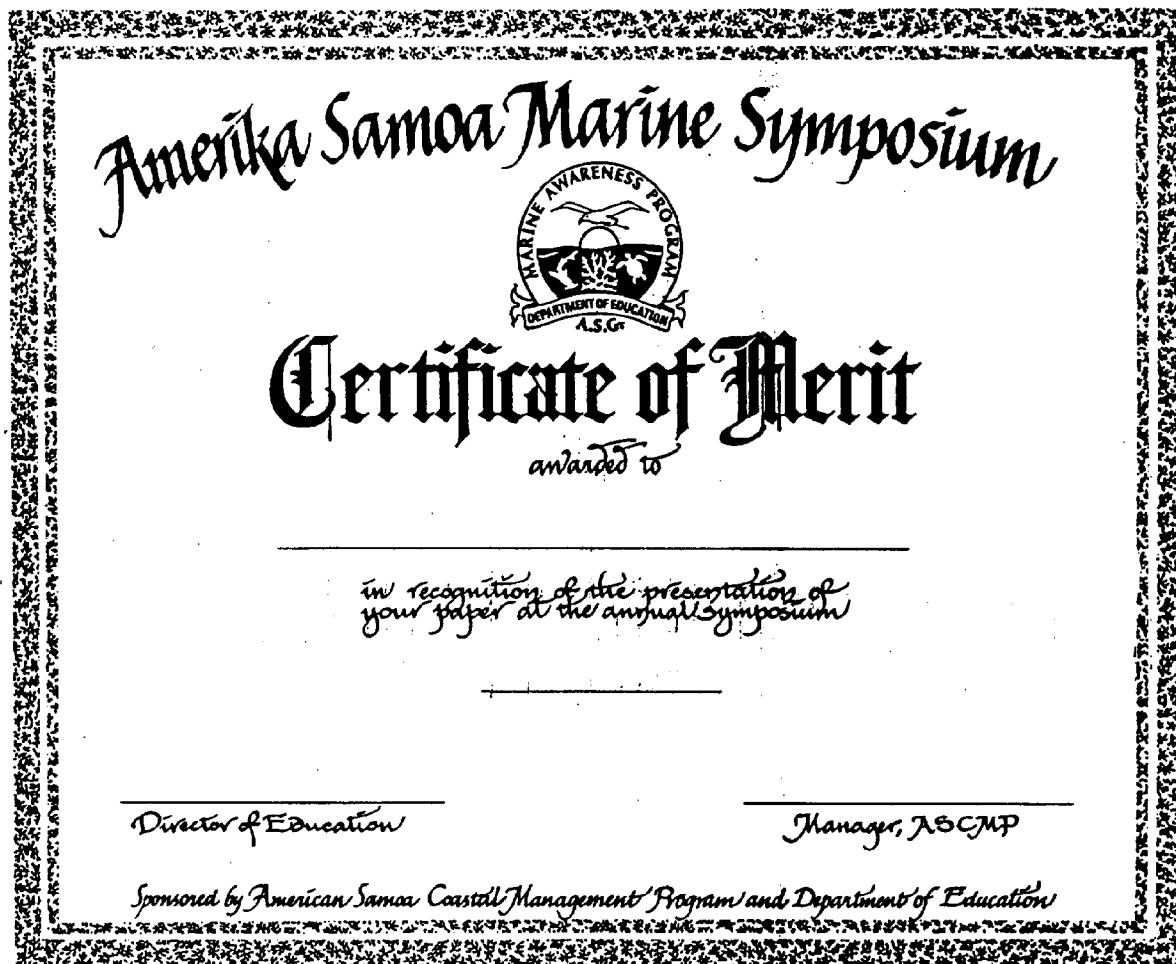 Amerika Samoa Marine Symposium
MARINE AWARENESS PROGRAM
DEPARTMENT OF EDUCATION
A.S.G.
Certificate of Merit
awarded to
in recognition of the presentation of
your paper at the annual Symposium
Director of Education
Manager, ASCMP
Sponsored by American Samoa Coastal Management Program and Department of Education